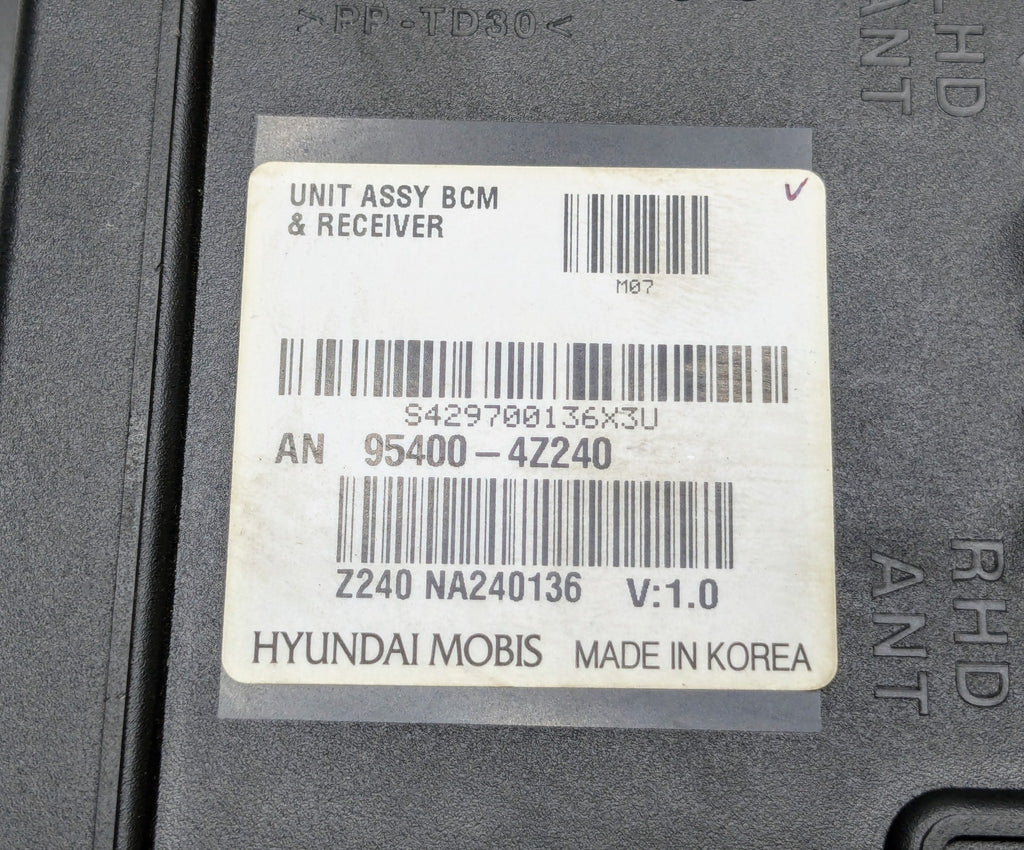 >PP-TD30<
LHD
ANT
UNIT ASSY BCM
& RECEIVER
V
M07
S429700136X3U
AN 95400-4Z240
Z240 NA240136 V:1.0
HYUNDAI MOBIS MADE IN KOREA
RHD
ANT